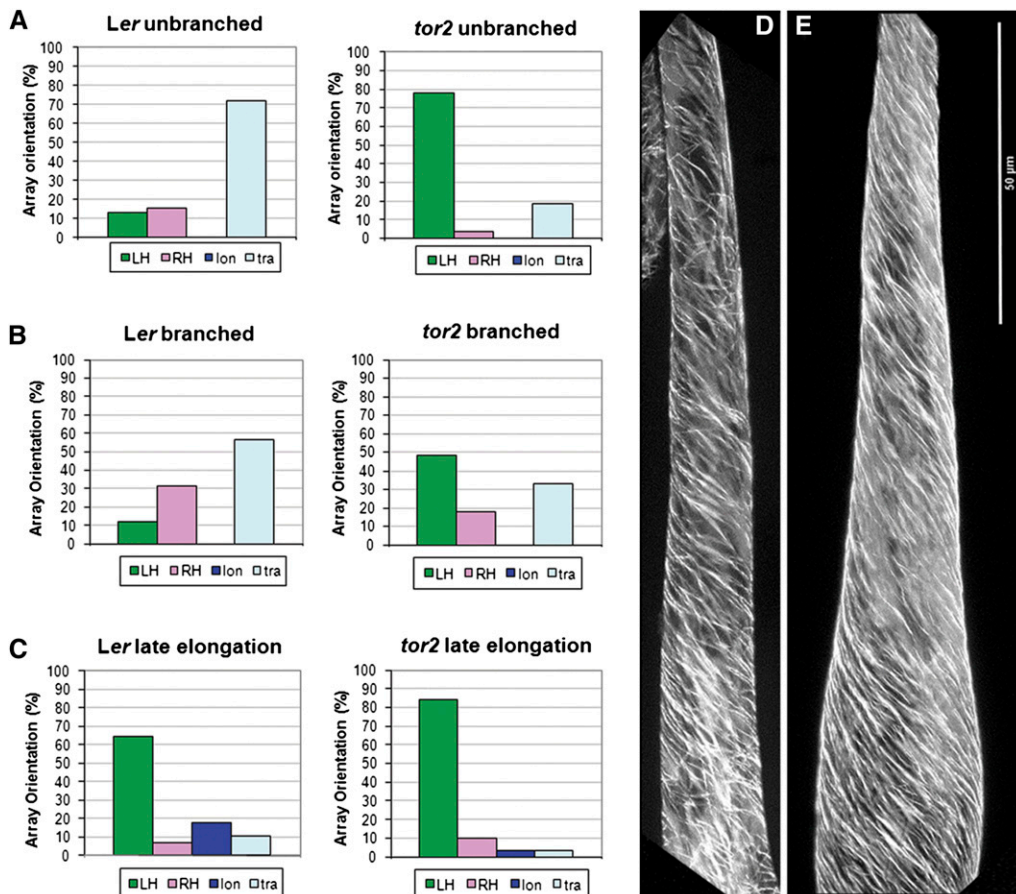 A
Ler unbranched
Array orientation (%)
100
90
80
70
60
50
40
30
20
10
0
LH RH lon tra
tor2 unbranched
Array orientation (%)
100
90
80
70
60
50
40
30
20
10
0
LH RH lon tra
B
Ler branched
Array Orientation (%)
100
90
80
70
60
50
40
30
20
10
0
LH RH lon tra
tor2 branched
Array Orientation (%)
100
90
80
70
60
50
40
30
20
10
0
LH RH lon tra
C
Ler late elongation
Array Orientation (%)
100
90
80
70
60
50
40
30
20
10
0
LH RH lon tra
tor2 late elongation
Array Orientation (%)
100
90
80
70
60
50
40
30
20
10
0
LH RH lon tra
D
E
50 µm